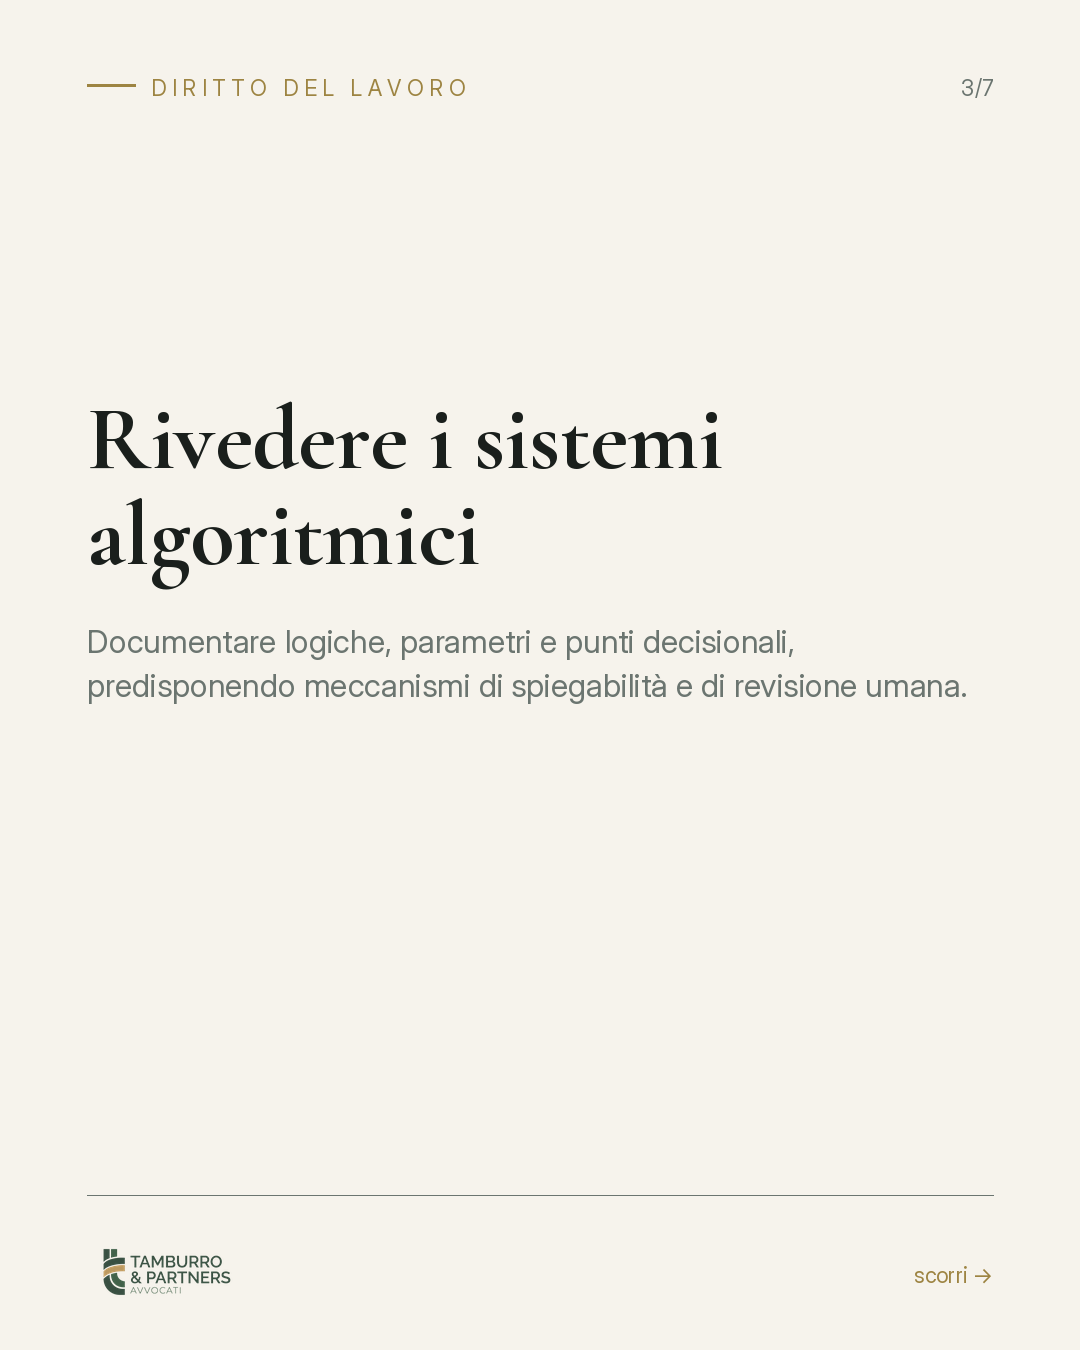 DIRITTO DEL LAVORO
3/7
Rivedere i sistemi
algoritmici
Documentare logiche, parametri e punti decisionali,
predisponendo meccanismi di spiegabilità e di revisione umana.
TAMBURRO
& PARTNERS
AVVOCATI
scorri →